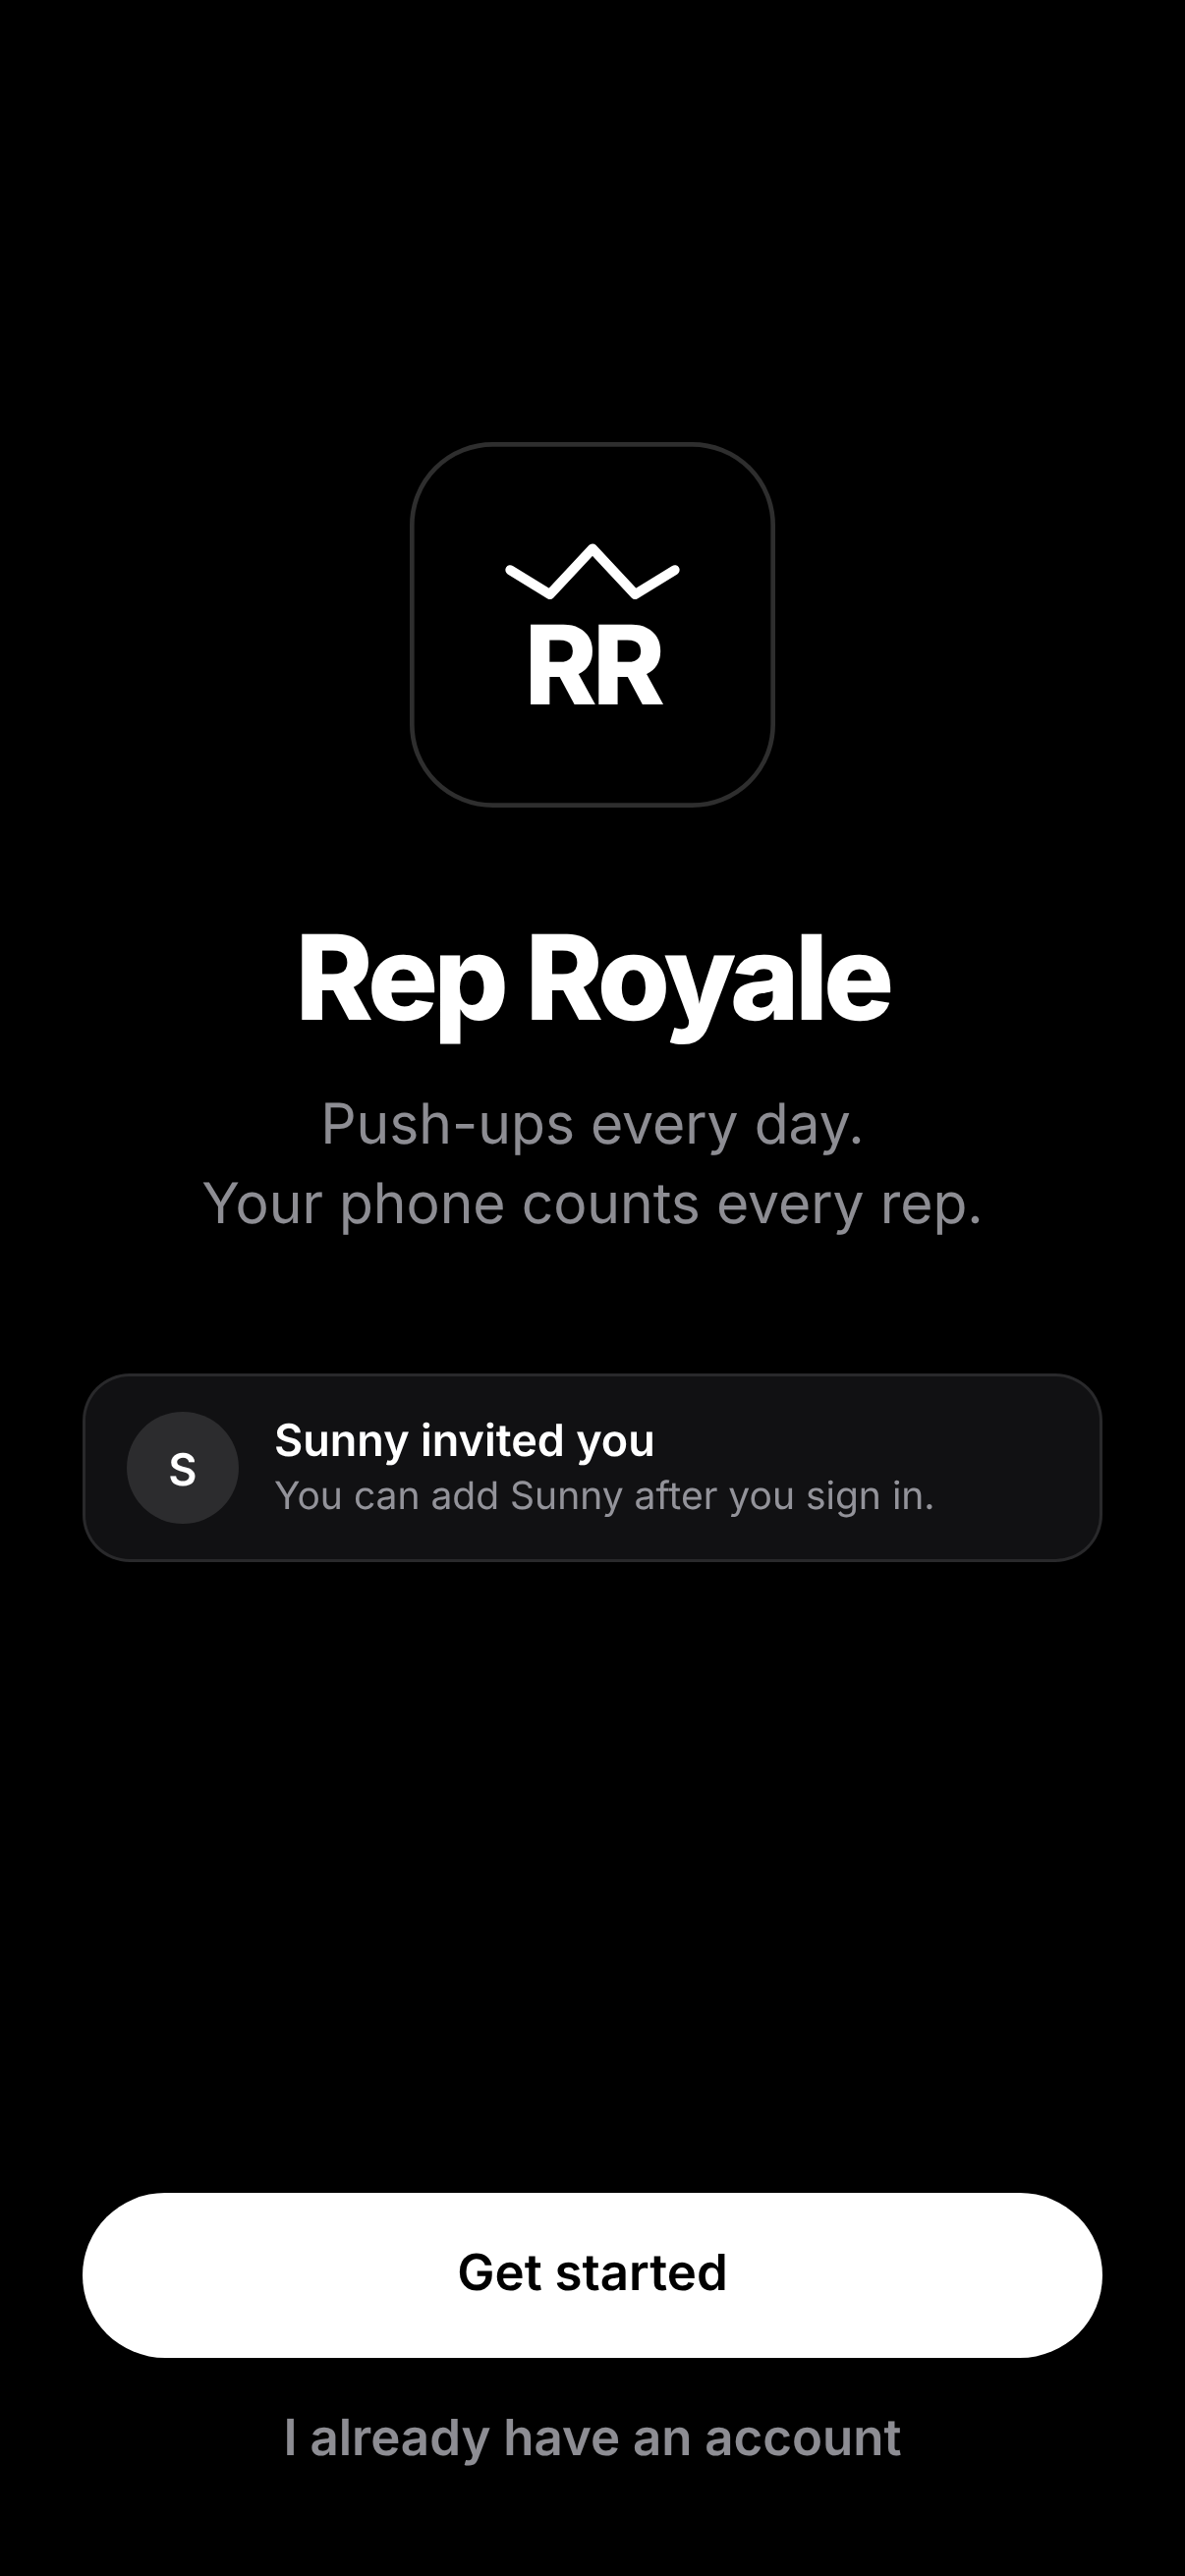 RR
Rep Royale
Push-ups every day.
Your phone counts every rep.
S
Sunny invited you
You can add Sunny after you sign in.
Get started
I already have an account